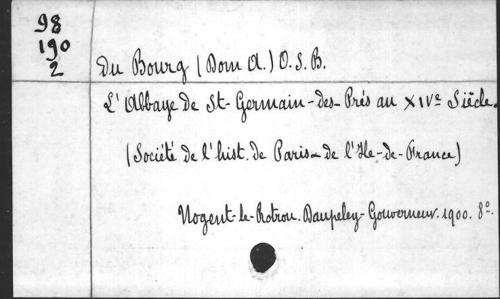 98
190
2
Du Bourg (Dom A.) O.S.B.
L'Abbaye de St-Germain-des-Prés au XIVe Siècle.
(Société de l'hist. de Paris - de l'Ile-de-France)
Nogent-le-Rotrou. Daupeley-Gouverneur. 1900. 8o.